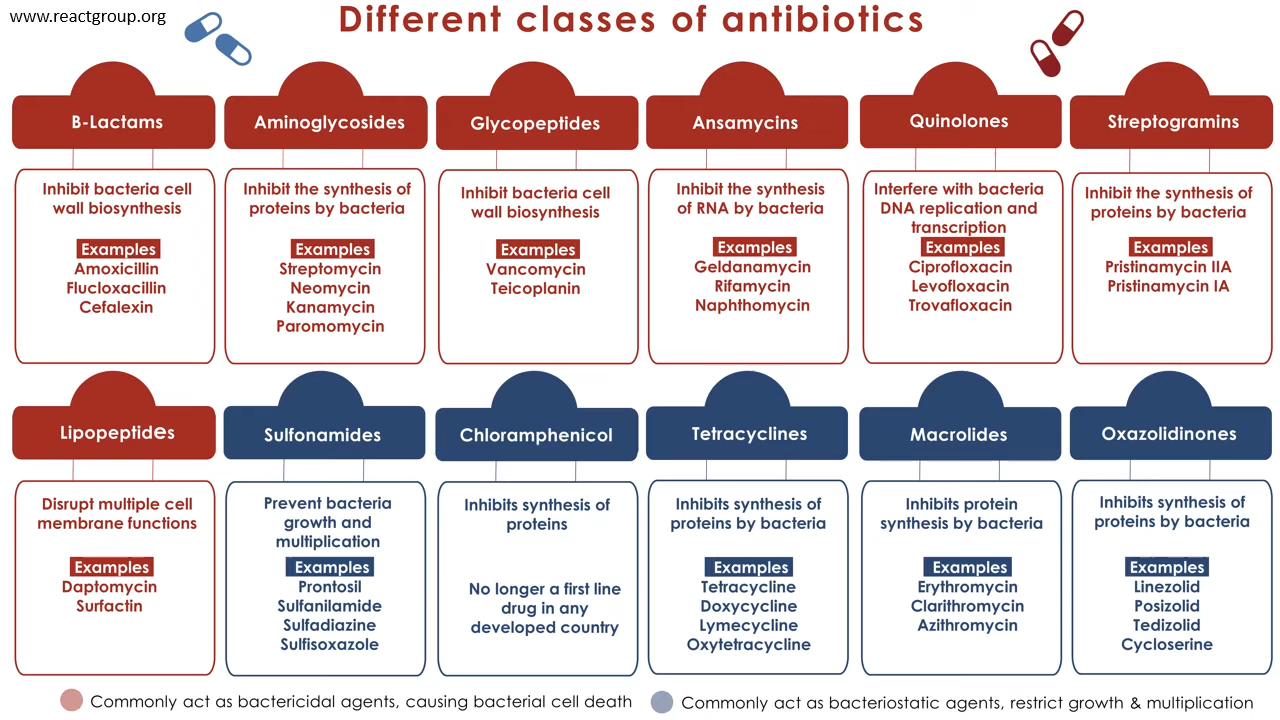 www.reactgroup.org
Different classes of antibiotics
B-Lactams
Inhibit bacteria cell
wall biosynthesis
Examples
Amoxicillin
Flucloxacillin
Cefalexin
Aminoglycosides
Inhibit the synthesis of
proteins by bacteria
Examples
Streptomycin
Neomycin
Kanamycin
Paromomycin
Glycopeptides
Inhibit bacteria cell
wall biosynthesis
Examples
Vancomycin
Teicoplanin
Ansamycins
Inhibit the synthesis
of RNA by bacteria
Examples
Geldanamycin
Rifamycin
Naphthomycin
Quinolones
Interfere with bacteria
DNA replication and
transcription
Examples
Ciprofloxacin
Levofloxacin
Trovafloxacin
Streptogramins
Inhibit the synthesis of
proteins by bacteria
Examples
Pristinamycin IIA
Pristinamycin IA
Lipopeptides
Disrupt multiple cell
membrane functions
Examples
Daptomycin
Surfactin
Sulfonamides
Prevent bacteria
growth and
multiplication
Examples
Prontosil
Sulfanilamide
Sulfadiazine
Sulfisoxazole
Chloramphenicol
Inhibits synthesis of
proteins
No longer a first line
drug in any
developed country
Tetracyclines
Inhibits synthesis of
proteins by bacteria
Examples
Tetracycline
Doxycycline
Lymecycline
Oxytetracycline
Macrolides
Inhibits protein
synthesis by bacteria
Examples
Erythromycin
Clarithromycin
Azithromycin
Oxazolidinones
Inhibits synthesis of
proteins by bacteria
Examples
Linezolid
Posizolid
Tedizolid
Cycloserine
Commonly act as bactericidal agents, causing bacterial cell death
Commonly act as bacteriostatic agents, restrict growth & multiplication